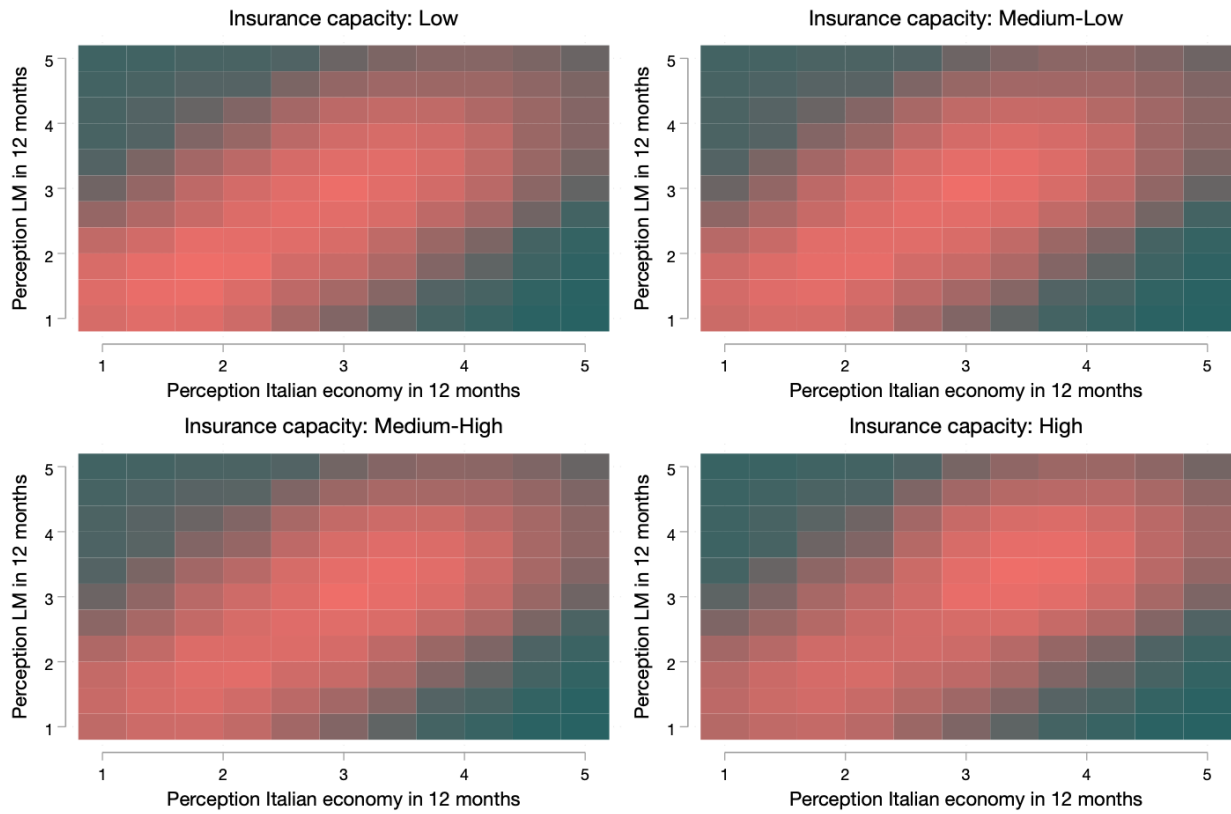 Insurance capacity: Low
Perception LM in 12 months
5
4
3
2
1
1 2 3 4 5
Perception Italian economy in 12 months
Insurance capacity: Medium-Low
Perception LM in 12 months
5
4
3
2
1
1 2 3 4 5
Perception Italian economy in 12 months
Insurance capacity: Medium-High
Perception LM in 12 months
5
4
3
2
1
1 2 3 4 5
Perception Italian economy in 12 months
Insurance capacity: High
Perception LM in 12 months
5
4
3
2
1
1 2 3 4 5
Perception Italian economy in 12 months